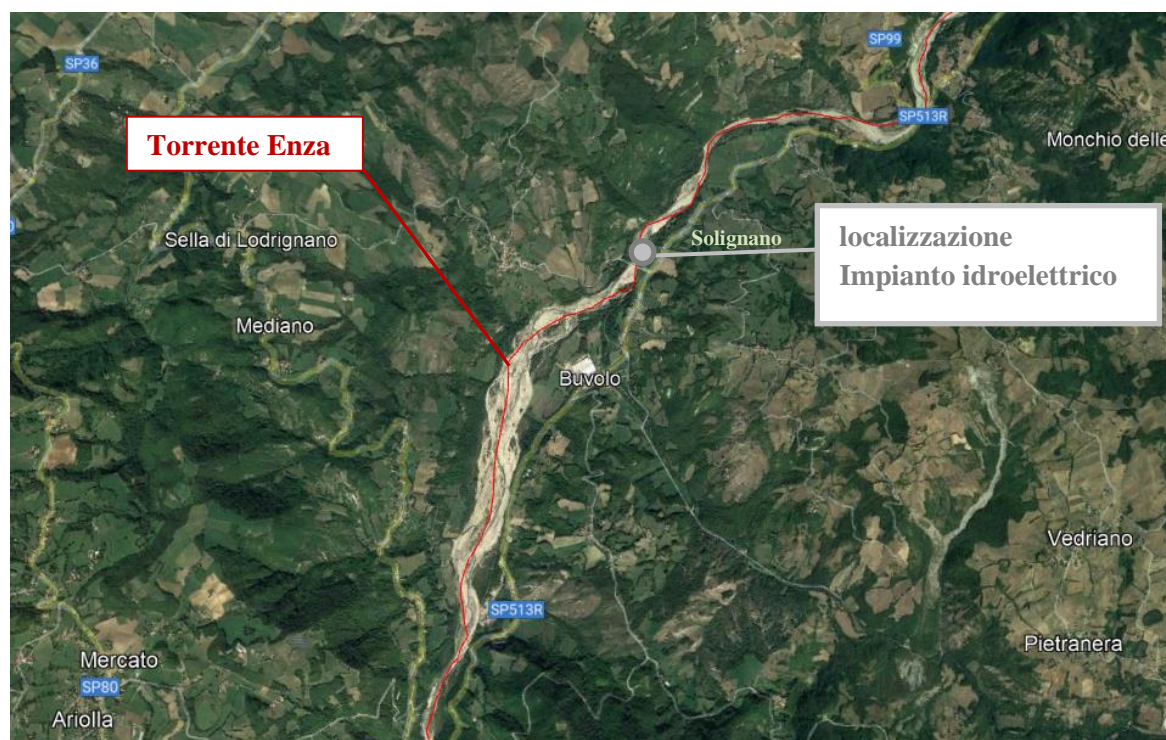 SP36
SP99
SP513R
Torrente Enza
Monchio delle
Sella di Lodrignano
Solignano
localizzazione
Impianto idroelettrico
Mediano
Buvolo
Vedriano
SP513R
Pietranera
Mercato
SP80
Ariolla